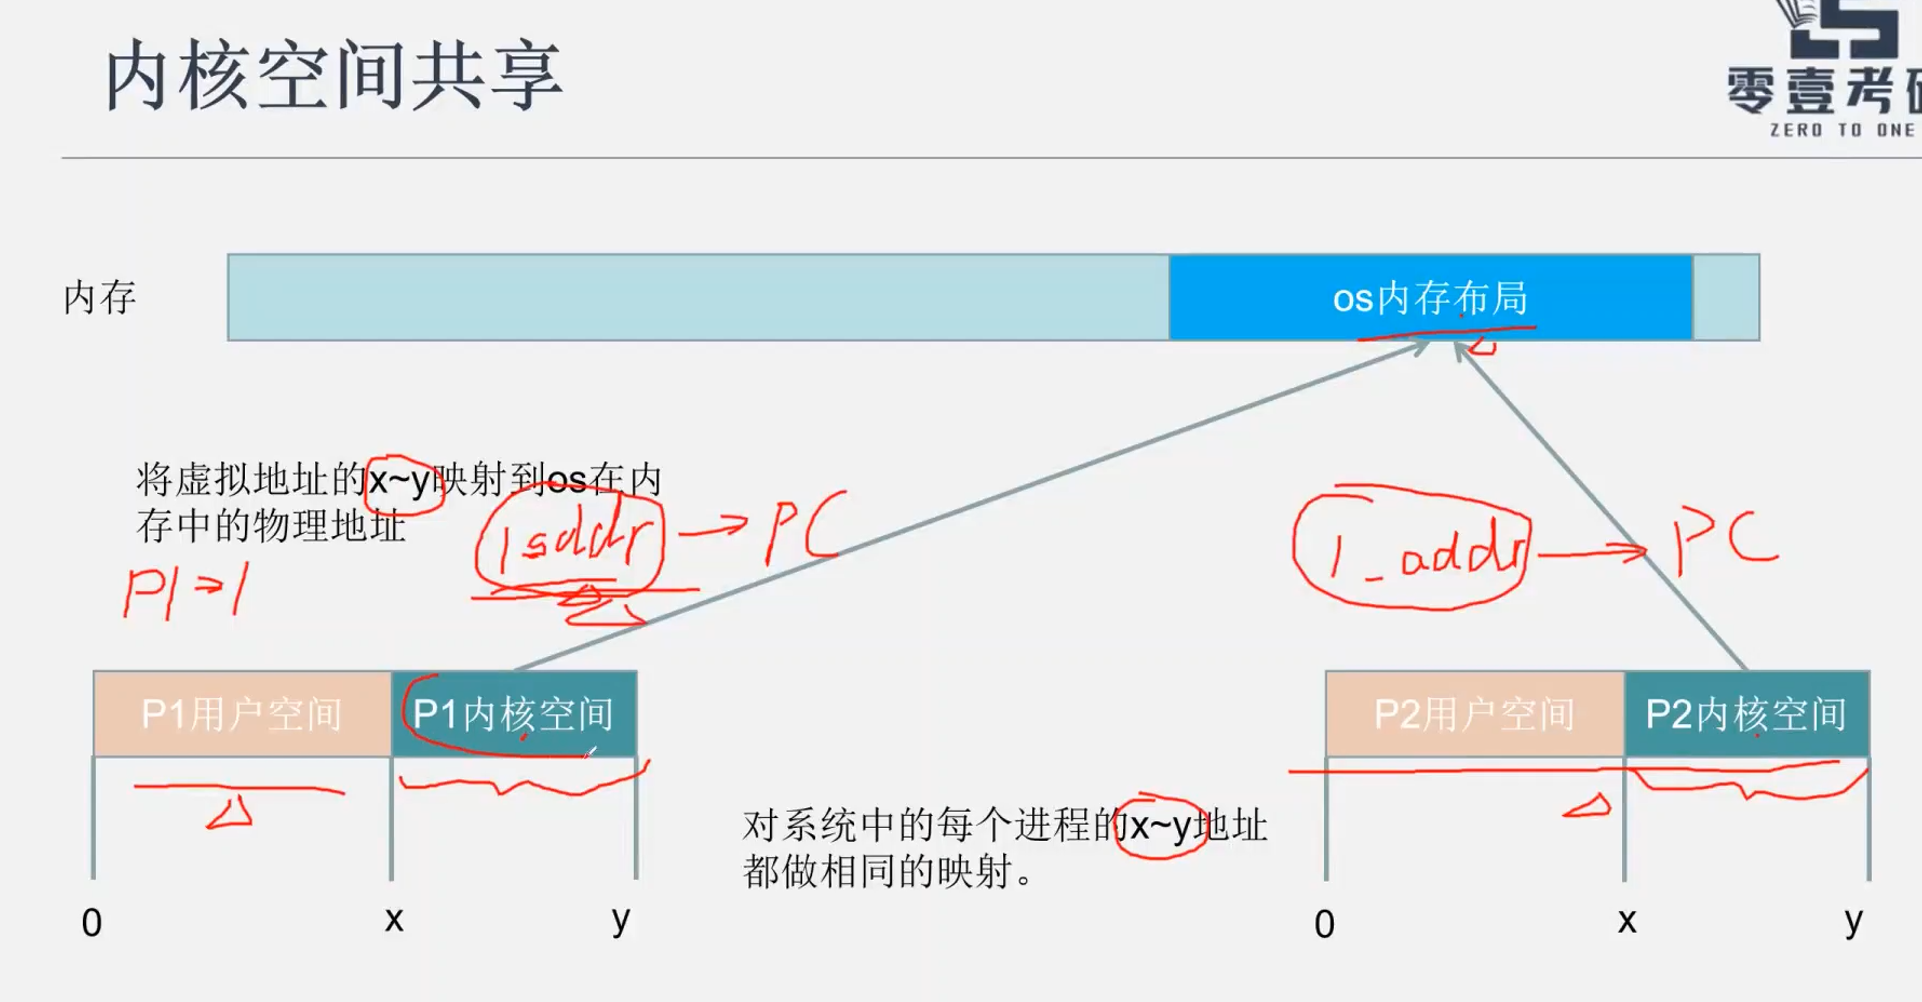 内核空间共享
零壹考研
ZERO TO ONE
内存
os内存布局
将虚拟地址的x~y映射到os在内
存中的物理地址
addr → PC
1_addr → PC
P1⇒1
P1用户空间
P1内核空间
P2用户空间
P2内核空间
对系统中的每个进程的x~y地址
都做相同的映射。
0
x
y
0
x
y